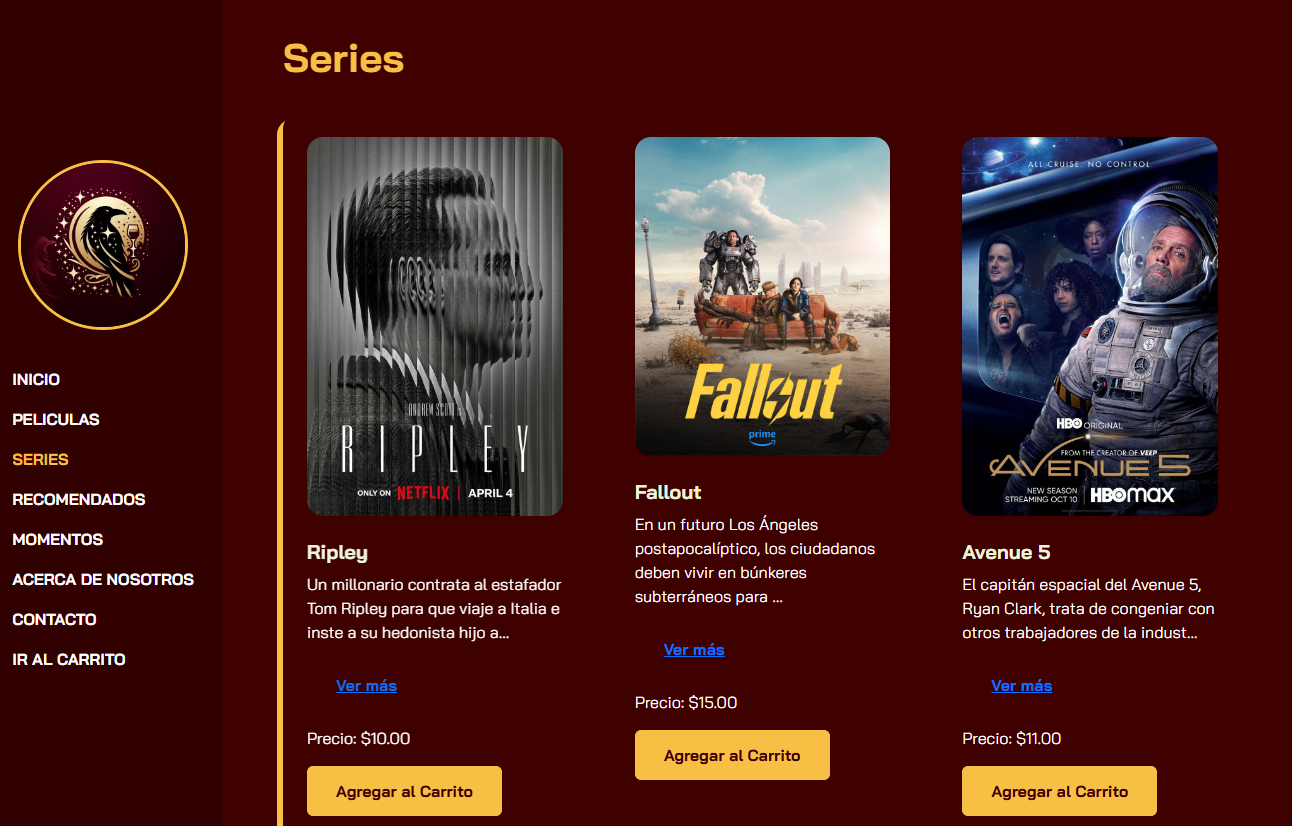 Series
INICIO
PELICULAS
SERIES
RECOMENDADOS
MOMENTOS
ACERCA DE NOSOTROS
CONTACTO
IR AL CARRITO
ANDREW SCOTT IS
RIPLEY
ONLY ON NETFLIX | APRIL 4
Ripley
Un millonario contrata al estafador
Tom Ripley para que viaje a Italia e
inste a su hedonista hijo a...
Ver más
Precio: $10.00
Agregar al Carrito
Fallout
prime
Fallout
En un futuro Los Ángeles
postapocalíptico, los ciudadanos
deben vivir en búnkeres
subterráneos para ...
Ver más
Precio: $15.00
Agregar al Carrito
ALL CRUISE. NO CONTROL.
HBO ORIGINAL
FROM THE CREATOR OF VEEP
AVENUE 5
NEW SEASON
STREAMING OCT 10 | HBOMAX
Avenue 5
El capitán espacial del Avenue 5,
Ryan Clark, trata de congeniar con
otros trabajadores de la indust...
Ver más
Precio: $11.00
Agregar al Carrito